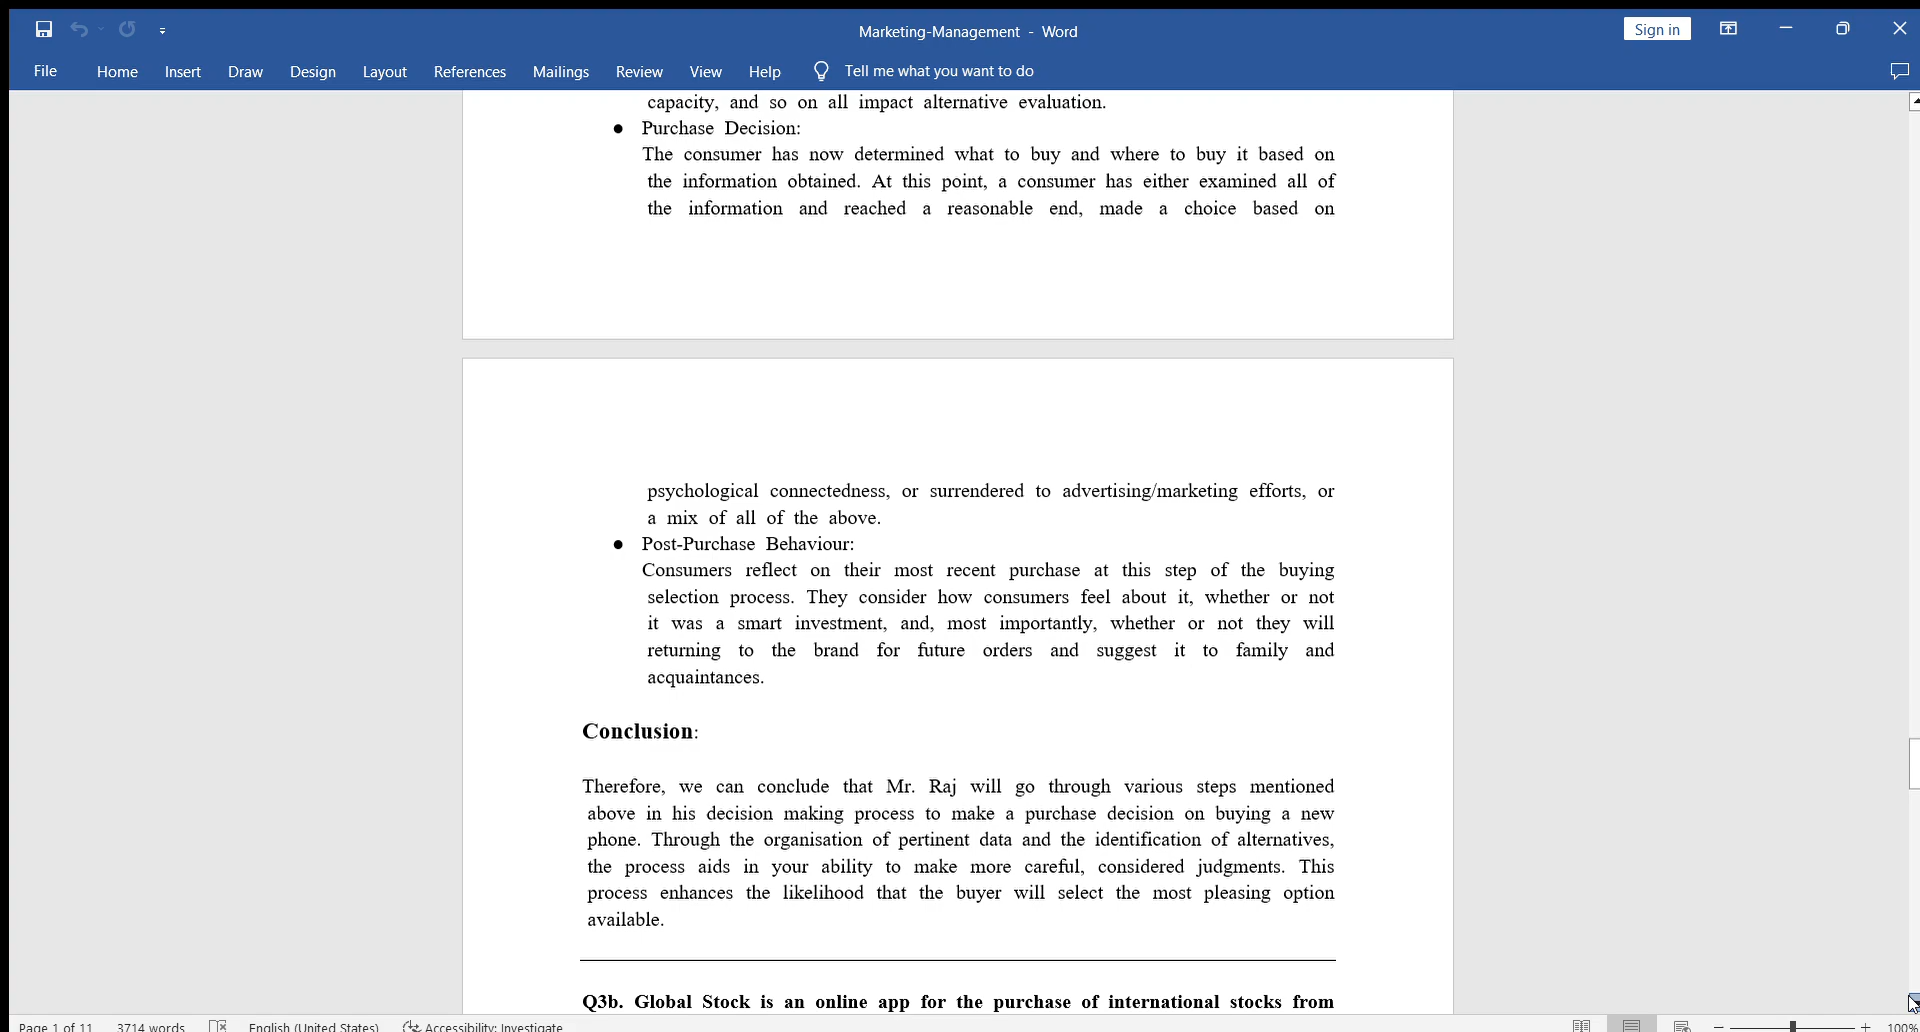 Marketing-Management - Word
Sign in
File Home Insert Draw Design Layout References Mailings Review View Help Tell me what you want to do
capacity, and so on all impact alternative evaluation.
● Purchase Decision:
The consumer has now determined what to buy and where to buy it based on
the information obtained. At this point, a consumer has either examined all of
the information and reached a reasonable end, made a choice based on
psychological connectedness, or surrendered to advertising/marketing efforts, or
a mix of all of the above.
● Post-Purchase Behaviour:
Consumers reflect on their most recent purchase at this step of the buying
selection process. They consider how consumers feel about it, whether or not
it was a smart investment, and, most importantly, whether or not they will
returning to the brand for future orders and suggest it to family and
acquaintances.
Conclusion:
Therefore, we can conclude that Mr. Raj will go through various steps mentioned
above in his decision making process to make a purchase decision on buying a new
phone. Through the organisation of pertinent data and the identification of alternatives,
the process aids in your ability to make more careful, considered judgments. This
process enhances the likelihood that the buyer will select the most pleasing option
available.
Q3b. Global Stock is an online app for the purchase of international stocks from
Page 1 of 11 3714 words English (United States) Accessibility: Investigate 100%